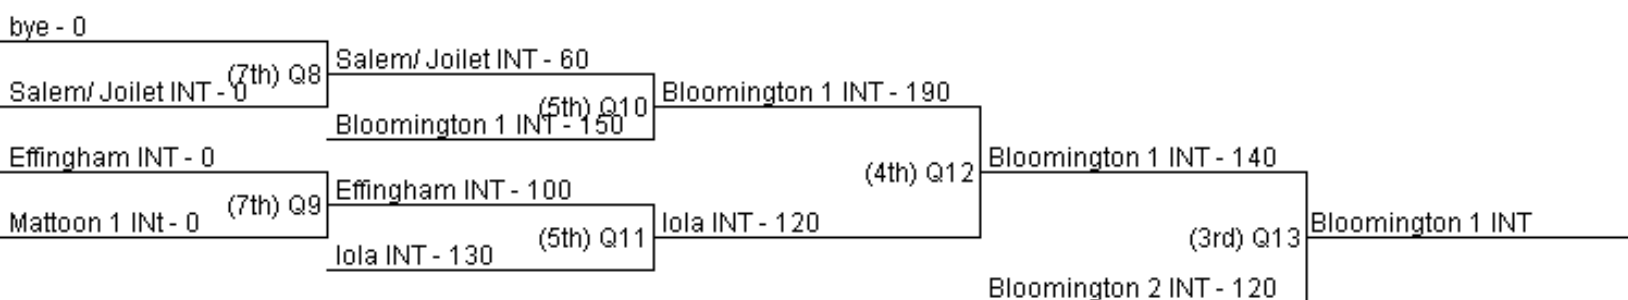 bye - 0
Salem/ Joilet INT - 60
(7th) Q8
Salem/ Joilet INT - 0
Bloomington 1 INT - 190
(5th) Q10
Bloomington 1 INT - 150
Effingham INT - 0
Bloomington 1 INT - 140
(4th) Q12
Effingham INT - 100
(7th) Q9
Mattoon 1 INt - 0
Iola INT - 120
Bloomington 1 INT
(5th) Q11
(3rd) Q13
Iola INT - 130
Bloomington 2 INT - 120